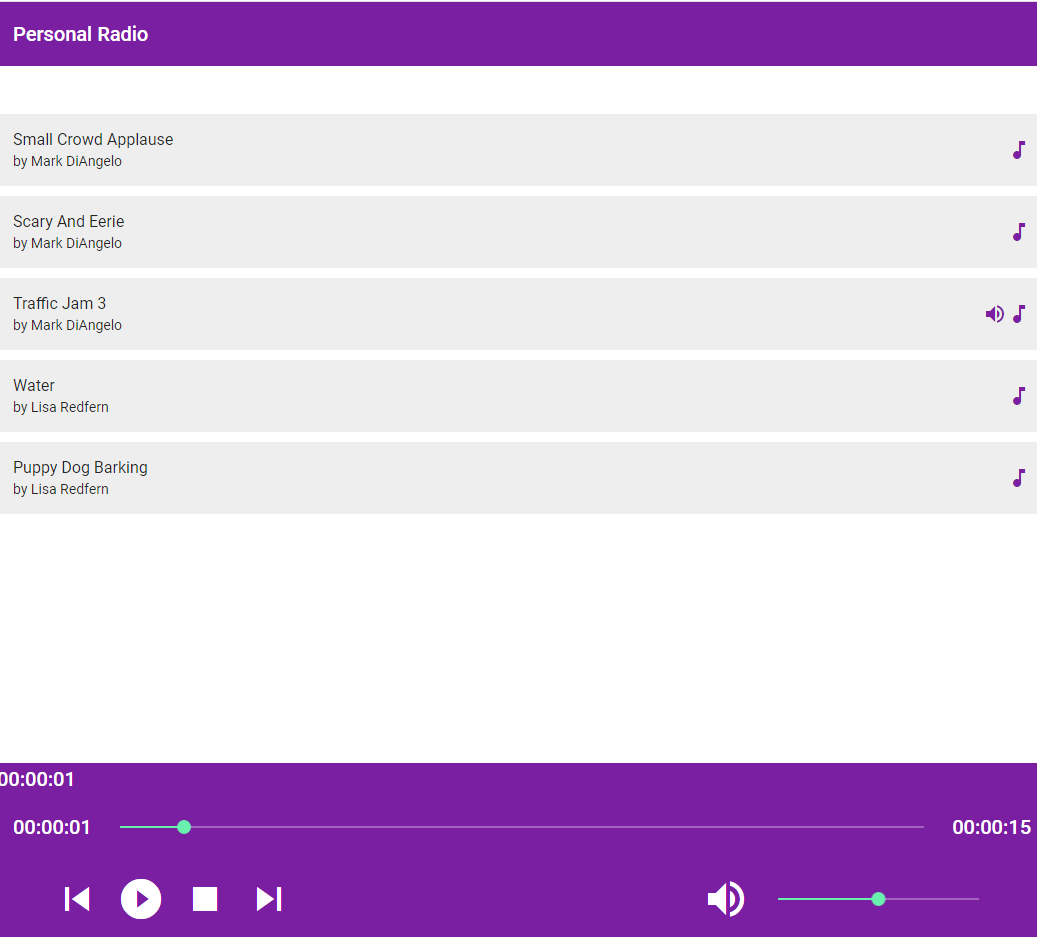 Personal Radio
Small Crowd Applause
by Mark DiAngelo
Scary And Eerie
by Mark DiAngelo
Traffic Jam 3
by Mark DiAngelo
Water
by Lisa Redfern
Puppy Dog Barking
by Lisa Redfern
00:00:01
00:00:01 00:00:15